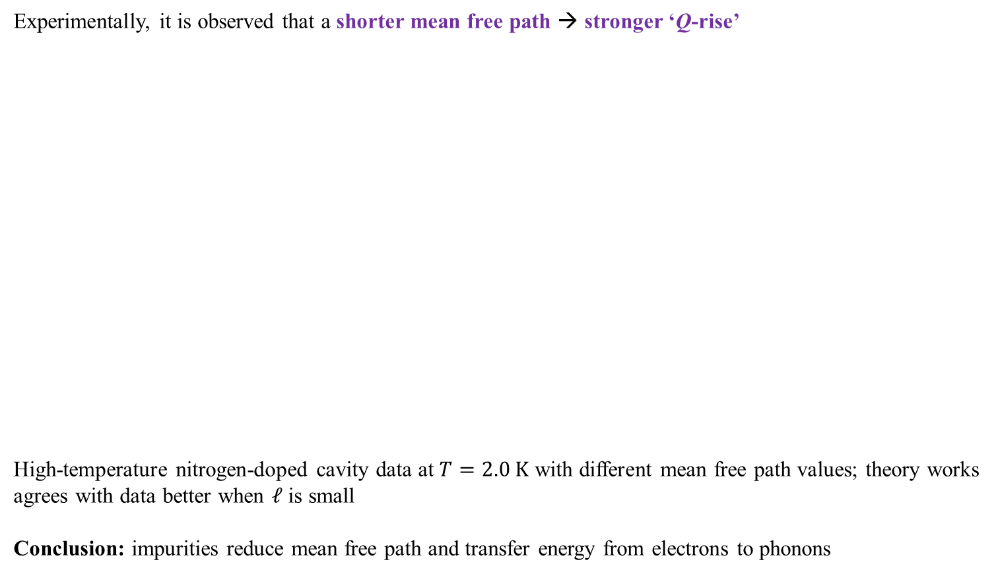 Experimentally, it is observed that a shorter mean free path → stronger ‘Q-rise’
High-temperature nitrogen-doped cavity data at T = 2.0 K with different mean free path values; theory works
agrees with data better when ℓ is small
Conclusion: impurities reduce mean free path and transfer energy from electrons to phonons